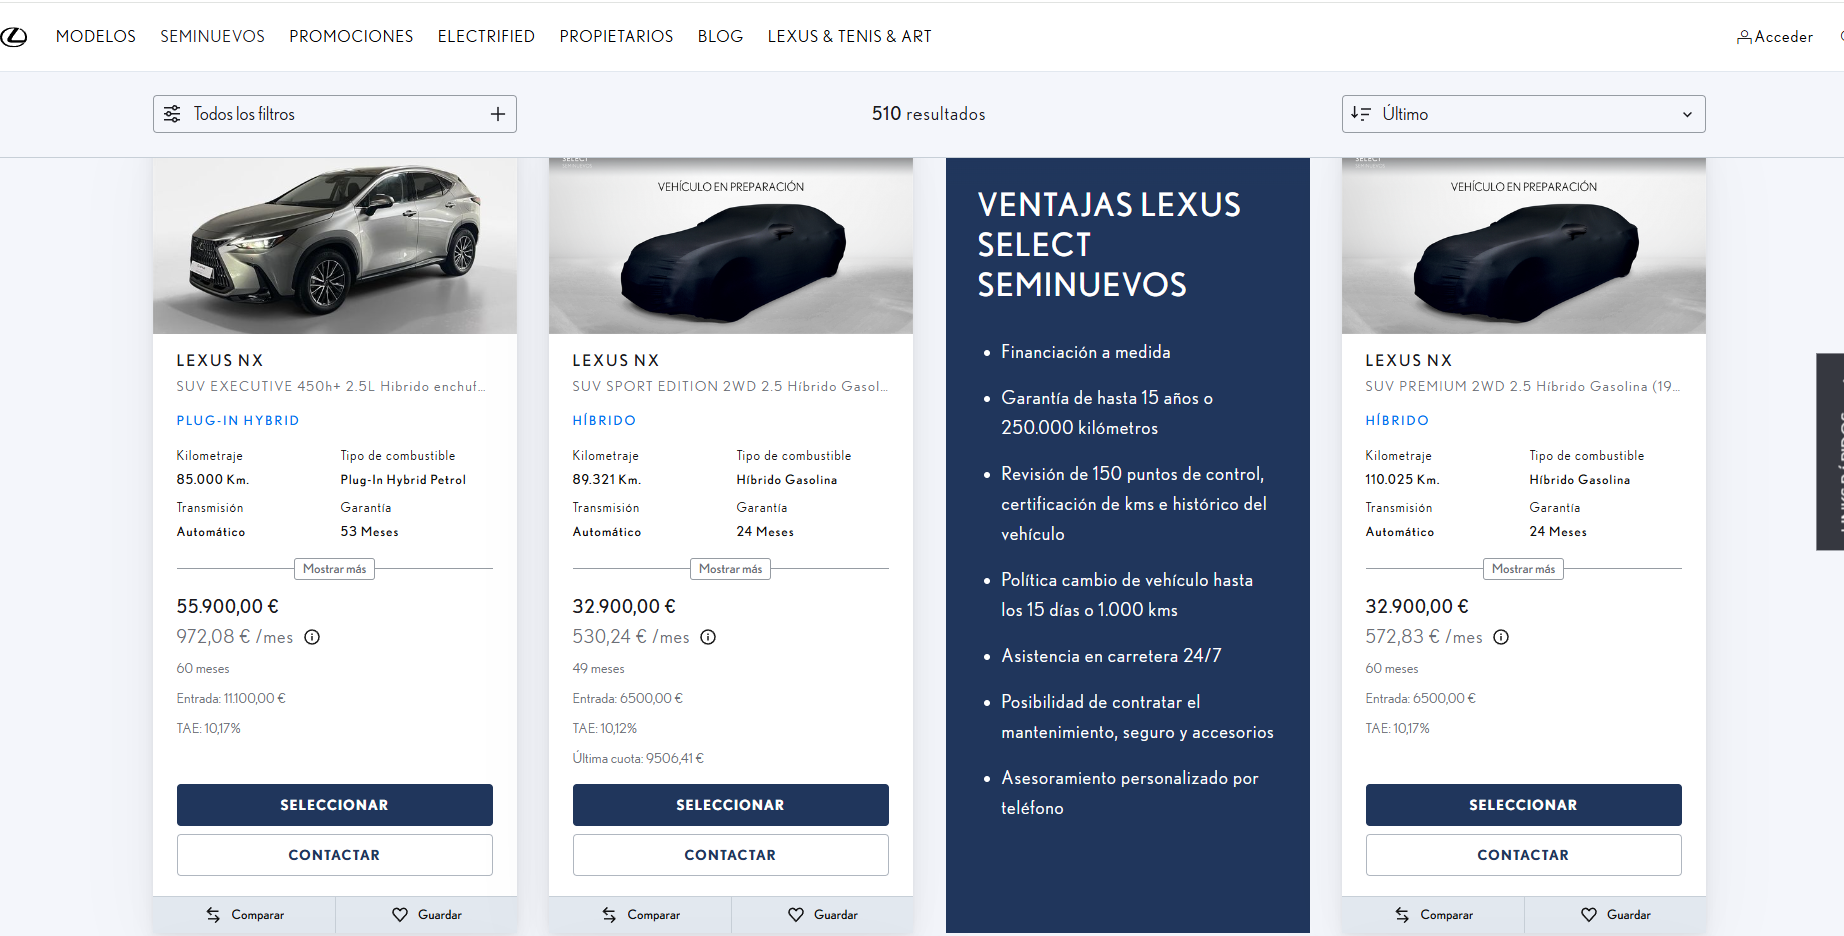 MODELOS SEMINUEVOS PROMOCIONES ELECTRIFIED PROPIETARIOS BLOG LEXUS & TENIS & ART Acceder
Todos los filtros
510 resultados
Último
VEHÍCULO EN PREPARACIÓN
LEXUS NX
SUV EXECUTIVE 450h+ 2.5L Hibrido enchuf...
PLUG-IN HYBRID
Kilometraje Tipo de combustible
85.000 Km. Plug-In Hybrid Petrol
Transmisión Garantía
Automático 53 Meses
Mostrar más
55.900,00 €
972,08 € /mes
60 meses
Entrada: 11.100,00 €
TAE: 10,17%
SELECCIONAR
CONTACTAR
Comparar Guardar
SELECT
LEXUS NX
SUV SPORT EDITION 2WD 2.5 Híbrido Gasol...
HÍBRIDO
Kilometraje Tipo de combustible
89.321 Km. Híbrido Gasolina
Transmisión Garantía
Automático 24 Meses
Mostrar más
32.900,00 €
530,24 € /mes
49 meses
Entrada: 6500,00 €
TAE: 10,12%
Última cuota: 9506,41 €
SELECCIONAR
CONTACTAR
Comparar Guardar
VENTAJAS LEXUS
SELECT
SEMINUEVOS
Financiación a medida
Garantía de hasta 15 años o
250.000 kilómetros
Revisión de 150 puntos de control,
certificación de kms e histórico del
vehículo
Política cambio de vehículo hasta
los 15 días o 1.000 kms
Asistencia en carretera 24/7
Posibilidad de contratar el
mantenimiento, seguro y accesorios
Asesoramiento personalizado por
teléfono
SELECT
VEHÍCULO EN PREPARACIÓN
LEXUS NX
SUV PREMIUM 2WD 2.5 Híbrido Gasolina (19...
HÍBRIDO
Kilometraje Tipo de combustible
110.025 Km. Híbrido Gasolina
Transmisión Garantía
Automático 24 Meses
Mostrar más
32.900,00 €
572,83 € /mes
60 meses
Entrada: 6500,00 €
TAE: 10,17%
SELECCIONAR
CONTACTAR
Comparar Guardar